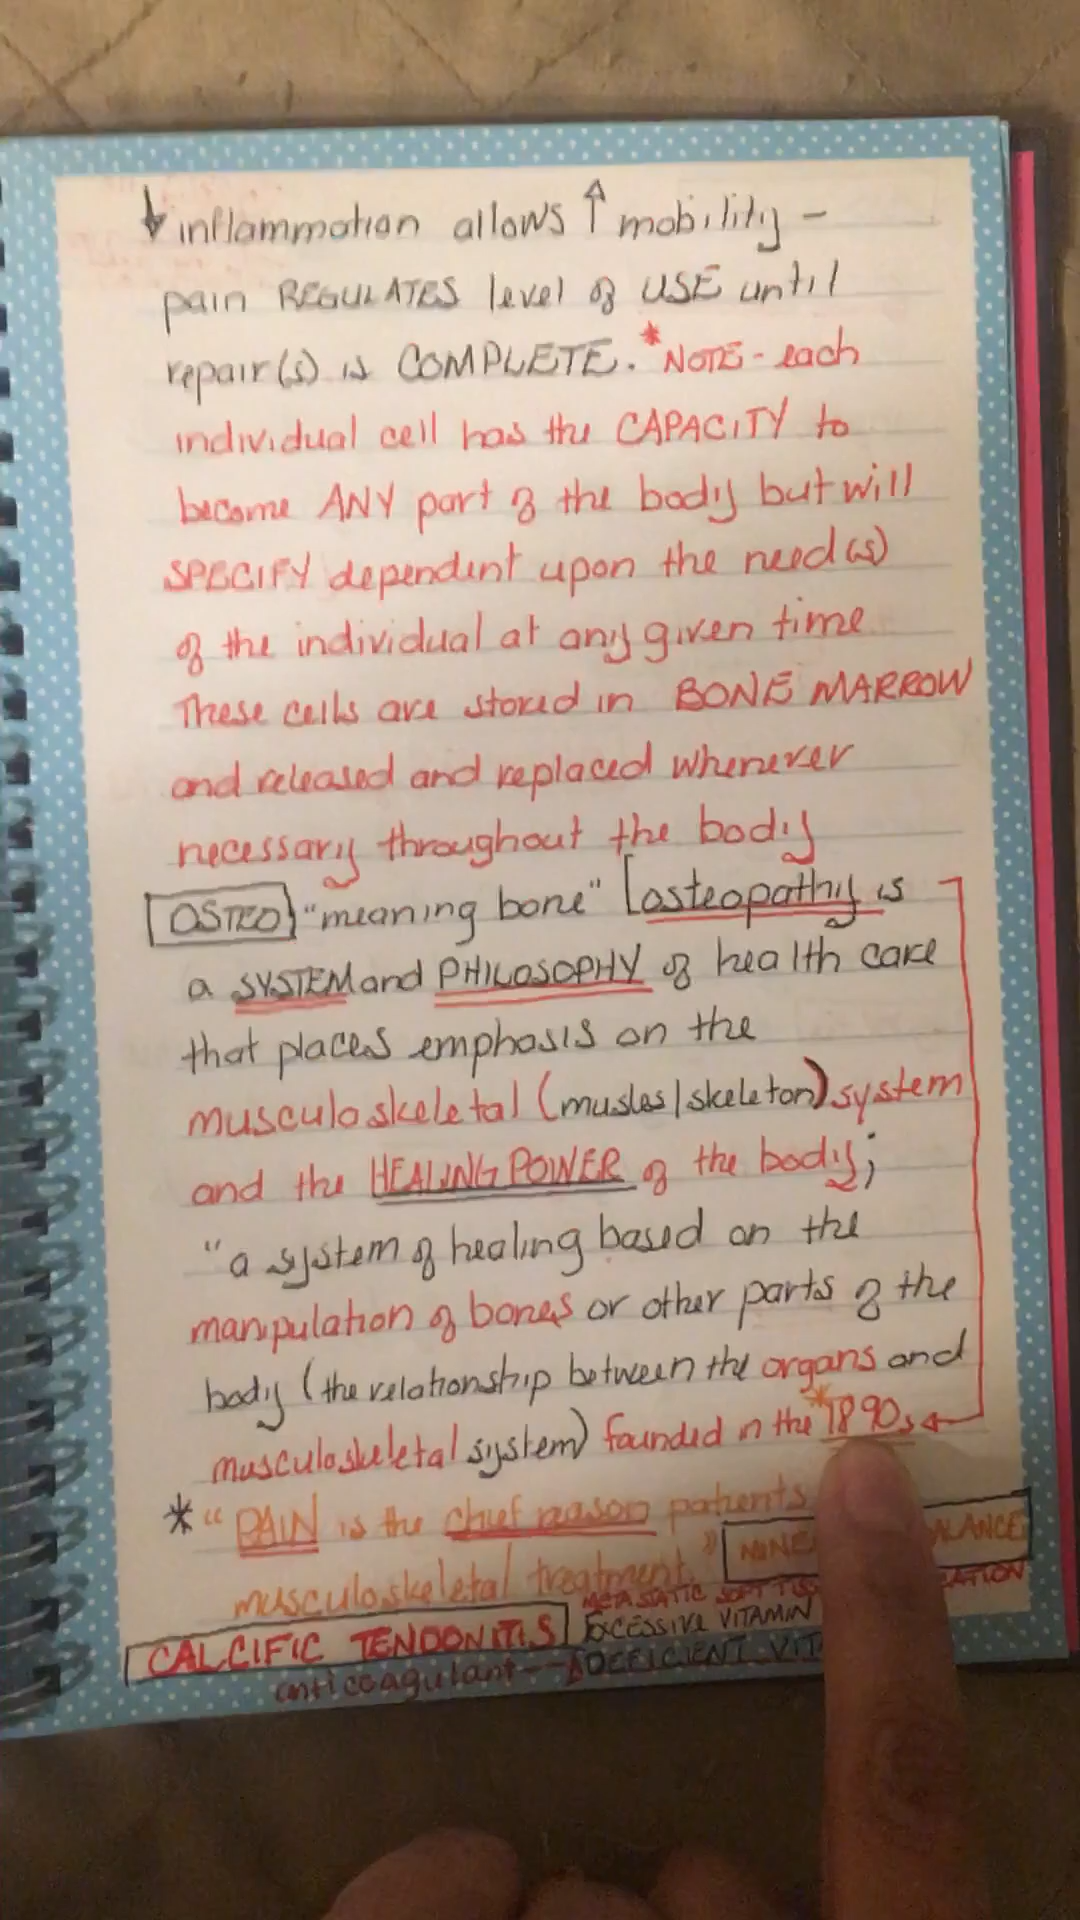 ↓ inflammation allows ↑ mobility -
pain REGULATES level of USE until
repair(s) is COMPLETE. *NOTE - each
individual cell has the CAPACITY to
become ANY part of the body but will
SPECIFY dependent upon the need(s)
of the individual at any given time
These cells are stored in BONE MARROW
and released and replaced whenever
necessary throughout the body
OSTEO "meaning bone" [osteopathy is
a SYSTEM and PHILOSOPHY of health care
that places emphasis on the
musculoskeletal (musles/skeleton) system
and the HEALING POWER of the body;
"a system of healing based on the
manipulation of bones or other parts of the
body (the relationship between the organs and
musculoskeletal system) founded in the *1890s
* "PAIN is the chief reason patients
musculoskeletal treatment."
METASTATIC SOFT
CALCIFIC TENDONITIS EXCESSIVE VITAMIN
anticoagulant - - DEFICIENT